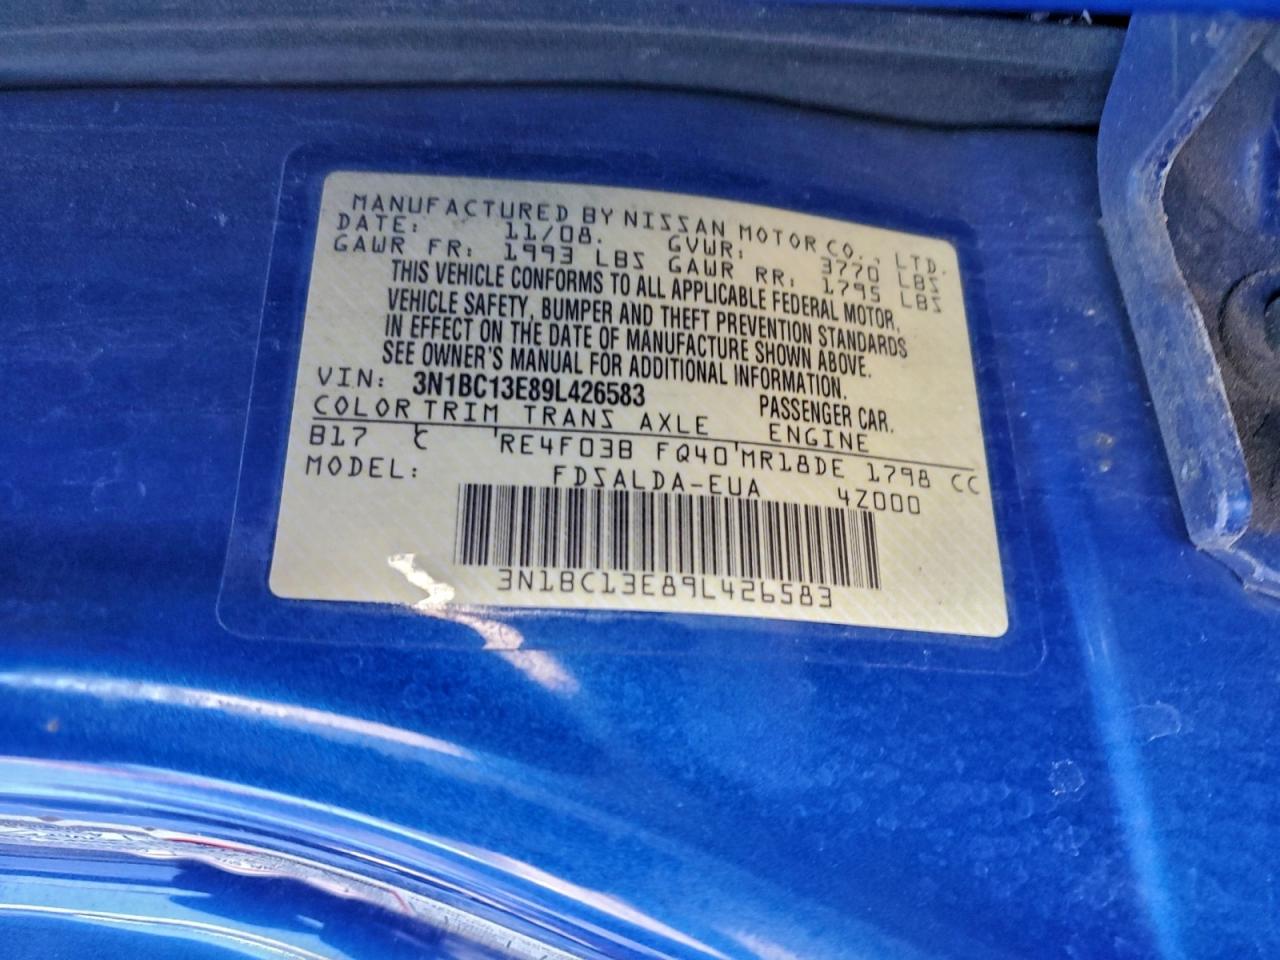 MANUFACTURED BY NISSAN MOTOR CO., LTD.
DATE: 11/08. GVWR: 3770 LBS
GAWR FR: 1993 LBS GAWR RR: 1795 LBS
THIS VEHICLE CONFORMS TO ALL APPLICABLE FEDERAL MOTOR,
VEHICLE SAFETY, BUMPER AND THEFT PREVENTION STANDARDS
IN EFFECT ON THE DATE OF MANUFACTURE SHOWN ABOVE.
SEE OWNER'S MANUAL FOR ADDITIONAL INFORMATION.
VIN: 3N1BC13E89L426583 PASSENGER CAR.
COLOR TRIM TRANS AXLE ENGINE
B17 C RE4F03B FQ40 MR18DE 1798 CC
MODEL: FDSALDA-EUA 4Z000
3N1BC13E89L426583